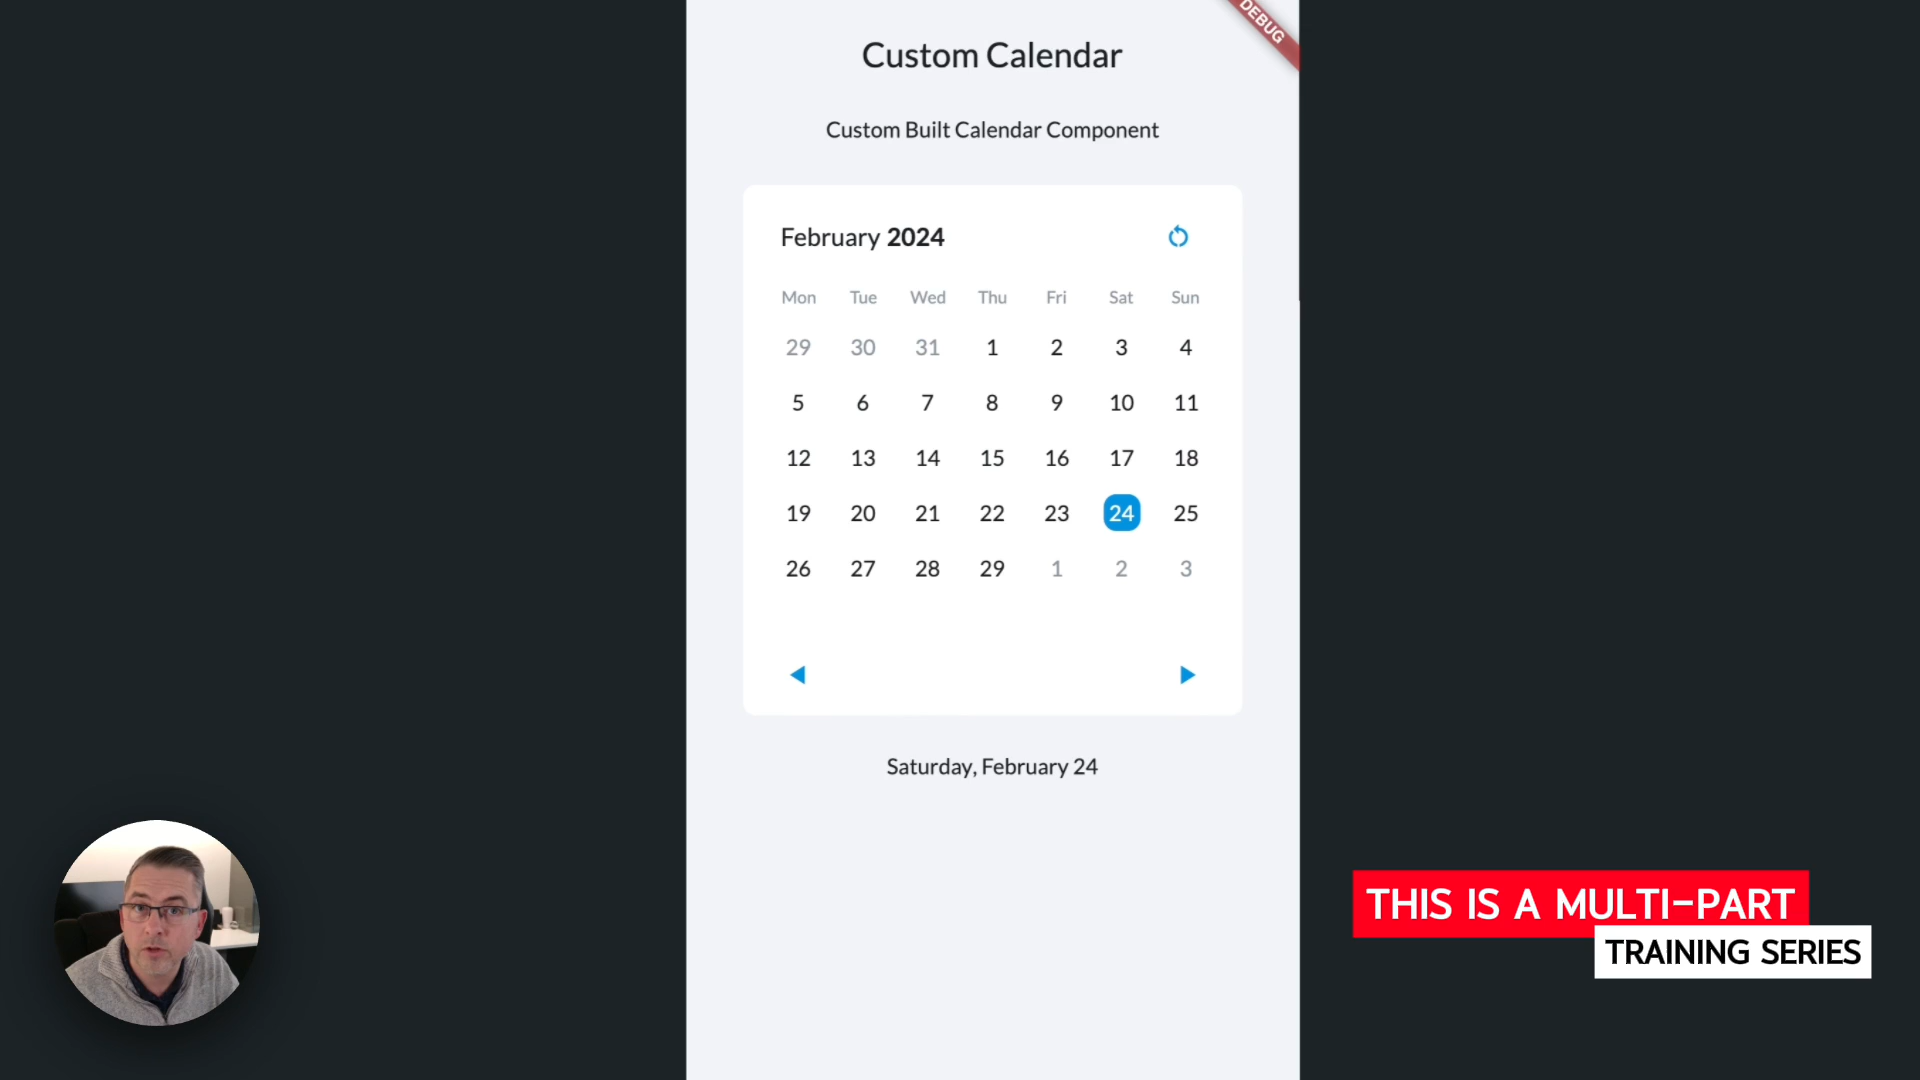 DEBUG
Custom Calendar
Custom Built Calendar Component
February 2024
Mon Tue Wed Thu Fri Sat Sun
29 30 31 1 2 3 4
5 6 7 8 9 10 11
12 13 14 15 16 17 18
19 20 21 22 23 24 25
26 27 28 29 1 2 3
Saturday, February 24
THIS IS A MULTI-PART
TRAINING SERIES